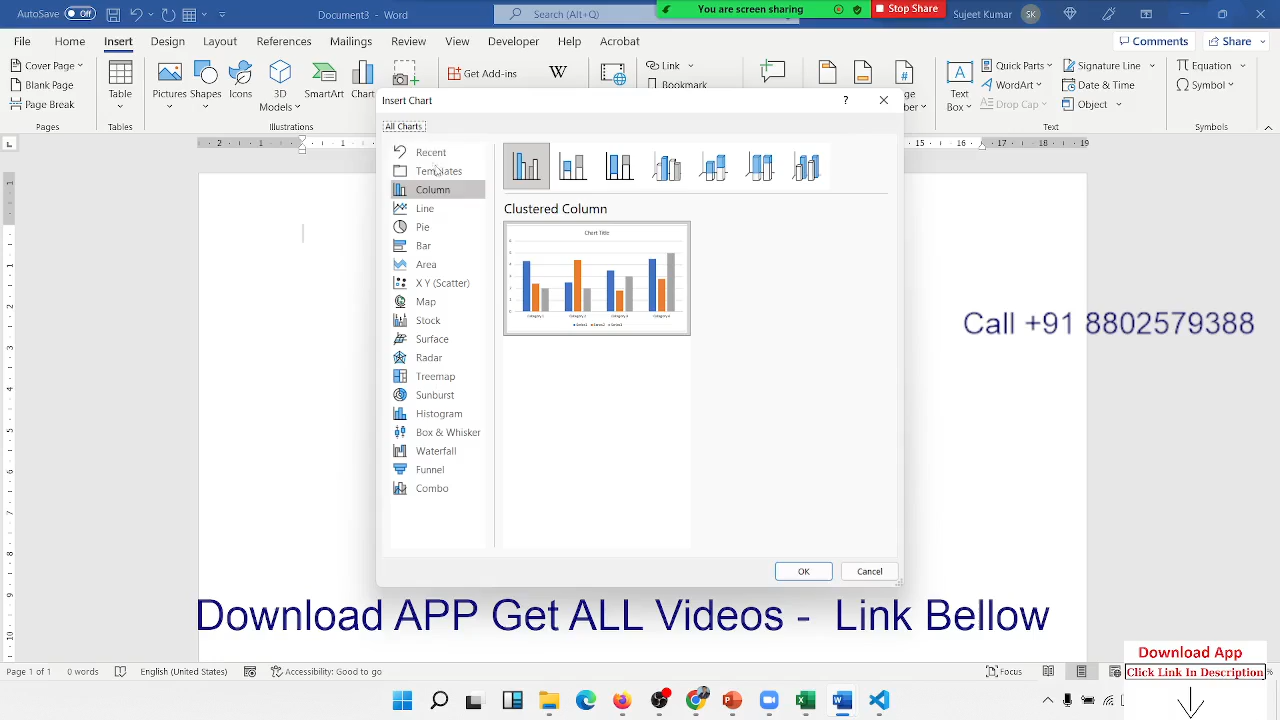 AutoSave Off Document3 - Word Search (Alt+Q) You are screen sharing Stop Share Sujeet Kumar SK
File Home Insert Design Layout References Mailings Review View Developer Help Acrobat Comments Share
Cover Page
Page Break
Pages
Table
Tables
Pictures Shapes Icons 3D Models SmartArt Chart
Illustrations
Get Add-ins
W
Link
Bookmark
Text Box
Quick Parts
WordArt
Drop Cap
Signature Line
Date & Time
Object
Text
Equation
Symbol
Symbols
Insert Chart ?
All Charts
Recent
Templates
Column
Line
Pie
Bar
Area
X Y (Scatter)
Map
Stock
Surface
Radar
Treemap
Sunburst
Histogram
Box & Whisker
Waterfall
Funnel
Combo
Clustered Column
Chart Title
OK Cancel
Call +91 8802579388
Download APP Get ALL Videos - Link Bellow
Page 1 of 1 0 words English (United States) Accessibility: Good to go Focus
Download App
Click Link In Description